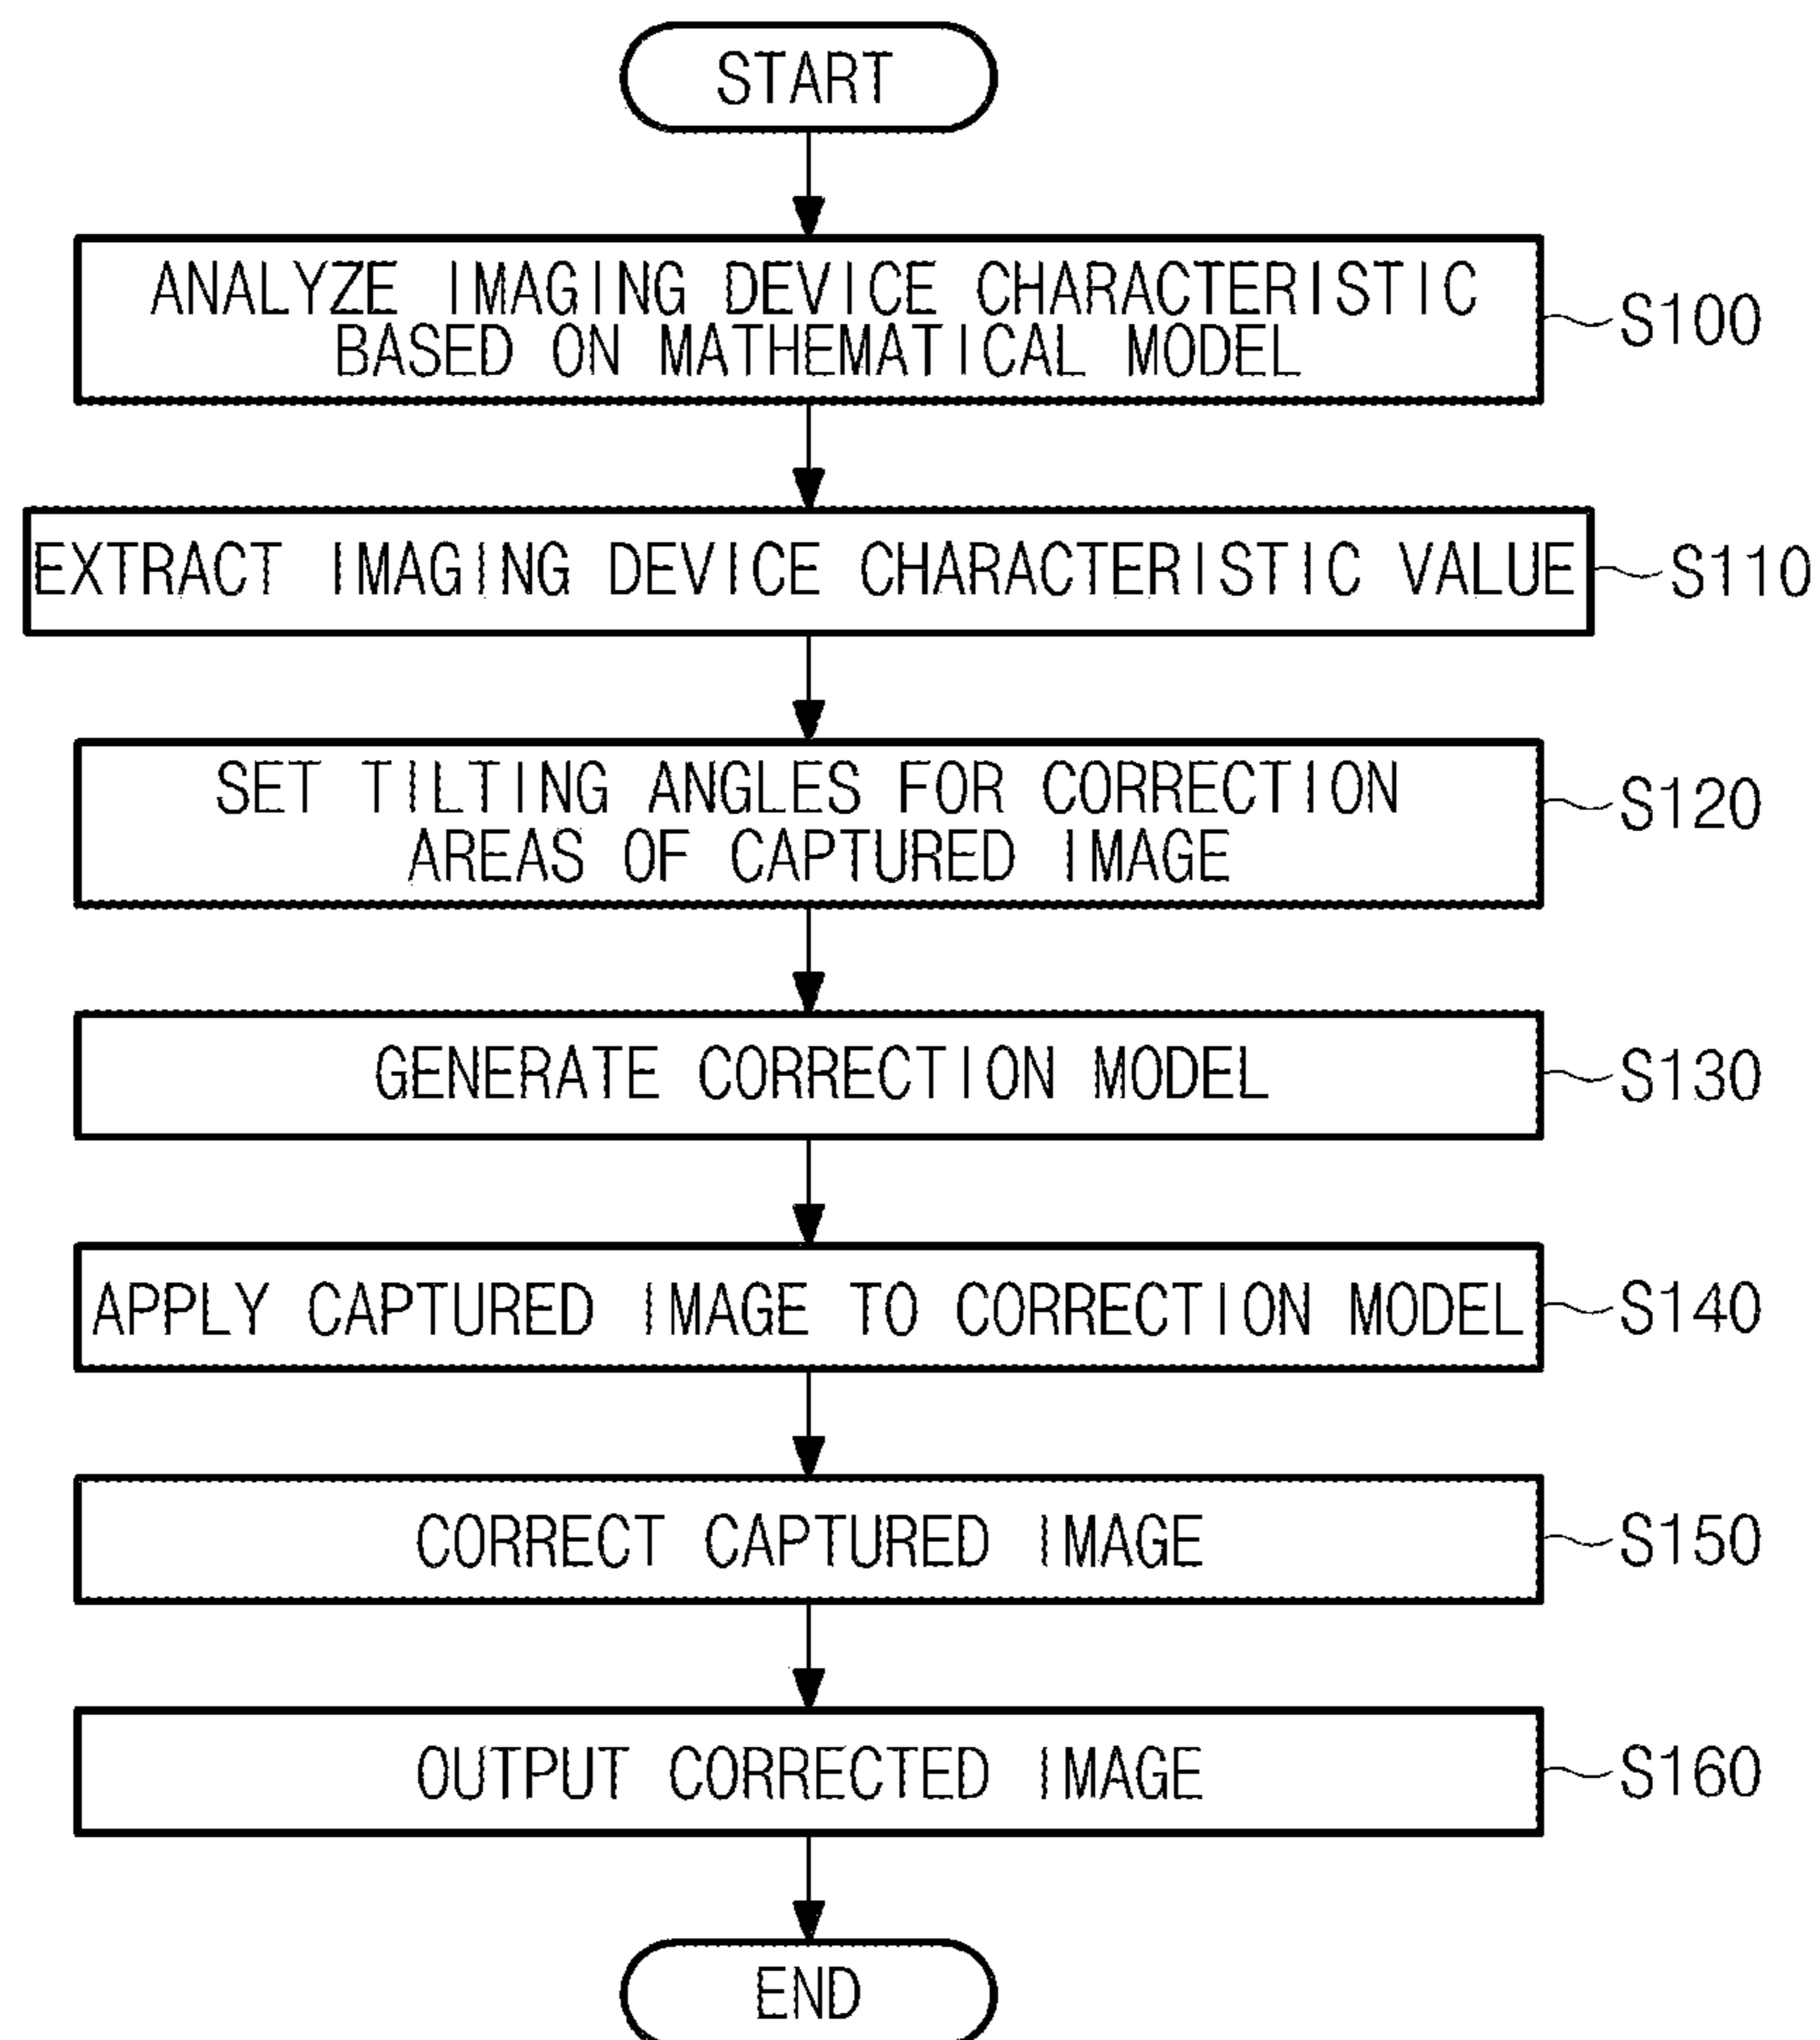 START
ANALYZE IMAGING DEVICE CHARACTERISTIC
BASED ON MATHEMATICAL MODEL
S100
EXTRACT IMAGING DEVICE CHARACTERISTIC VALUE
S110
SET TILTING ANGLES FOR CORRECTION
AREAS OF CAPTURED IMAGE
S120
GENERATE CORRECTION MODEL
S130
APPLY CAPTURED IMAGE TO CORRECTION MODEL
S140
CORRECT CAPTURED IMAGE
S150
OUTPUT CORRECTED IMAGE
S160
END